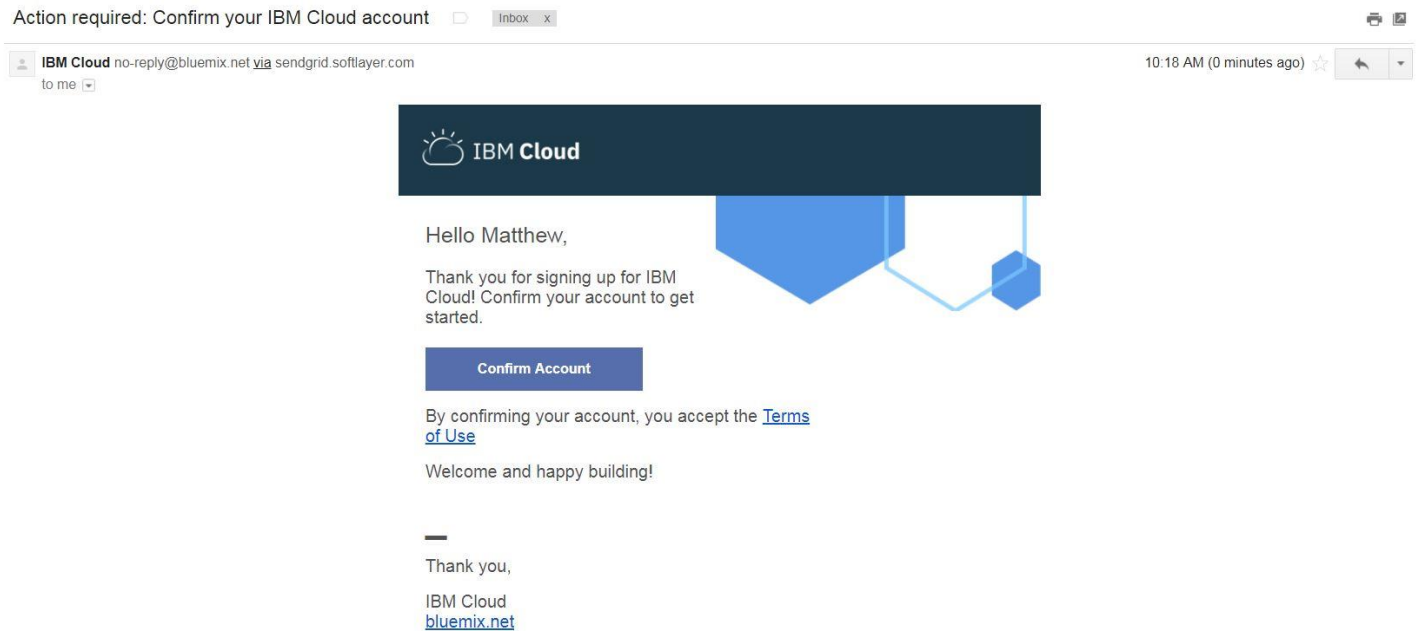 Action required: Confirm your IBM Cloud account
Inbox x
IBM Cloud no-reply@bluemix.net via sendgrid.softlayer.com
10:18 AM (0 minutes ago)
to me
IBM Cloud
Hello Matthew,
Thank you for signing up for IBM
Cloud! Confirm your account to get
started.
Confirm Account
By confirming your account, you accept the Terms
of Use
Welcome and happy building!
Thank you,
IBM Cloud
bluemix.net